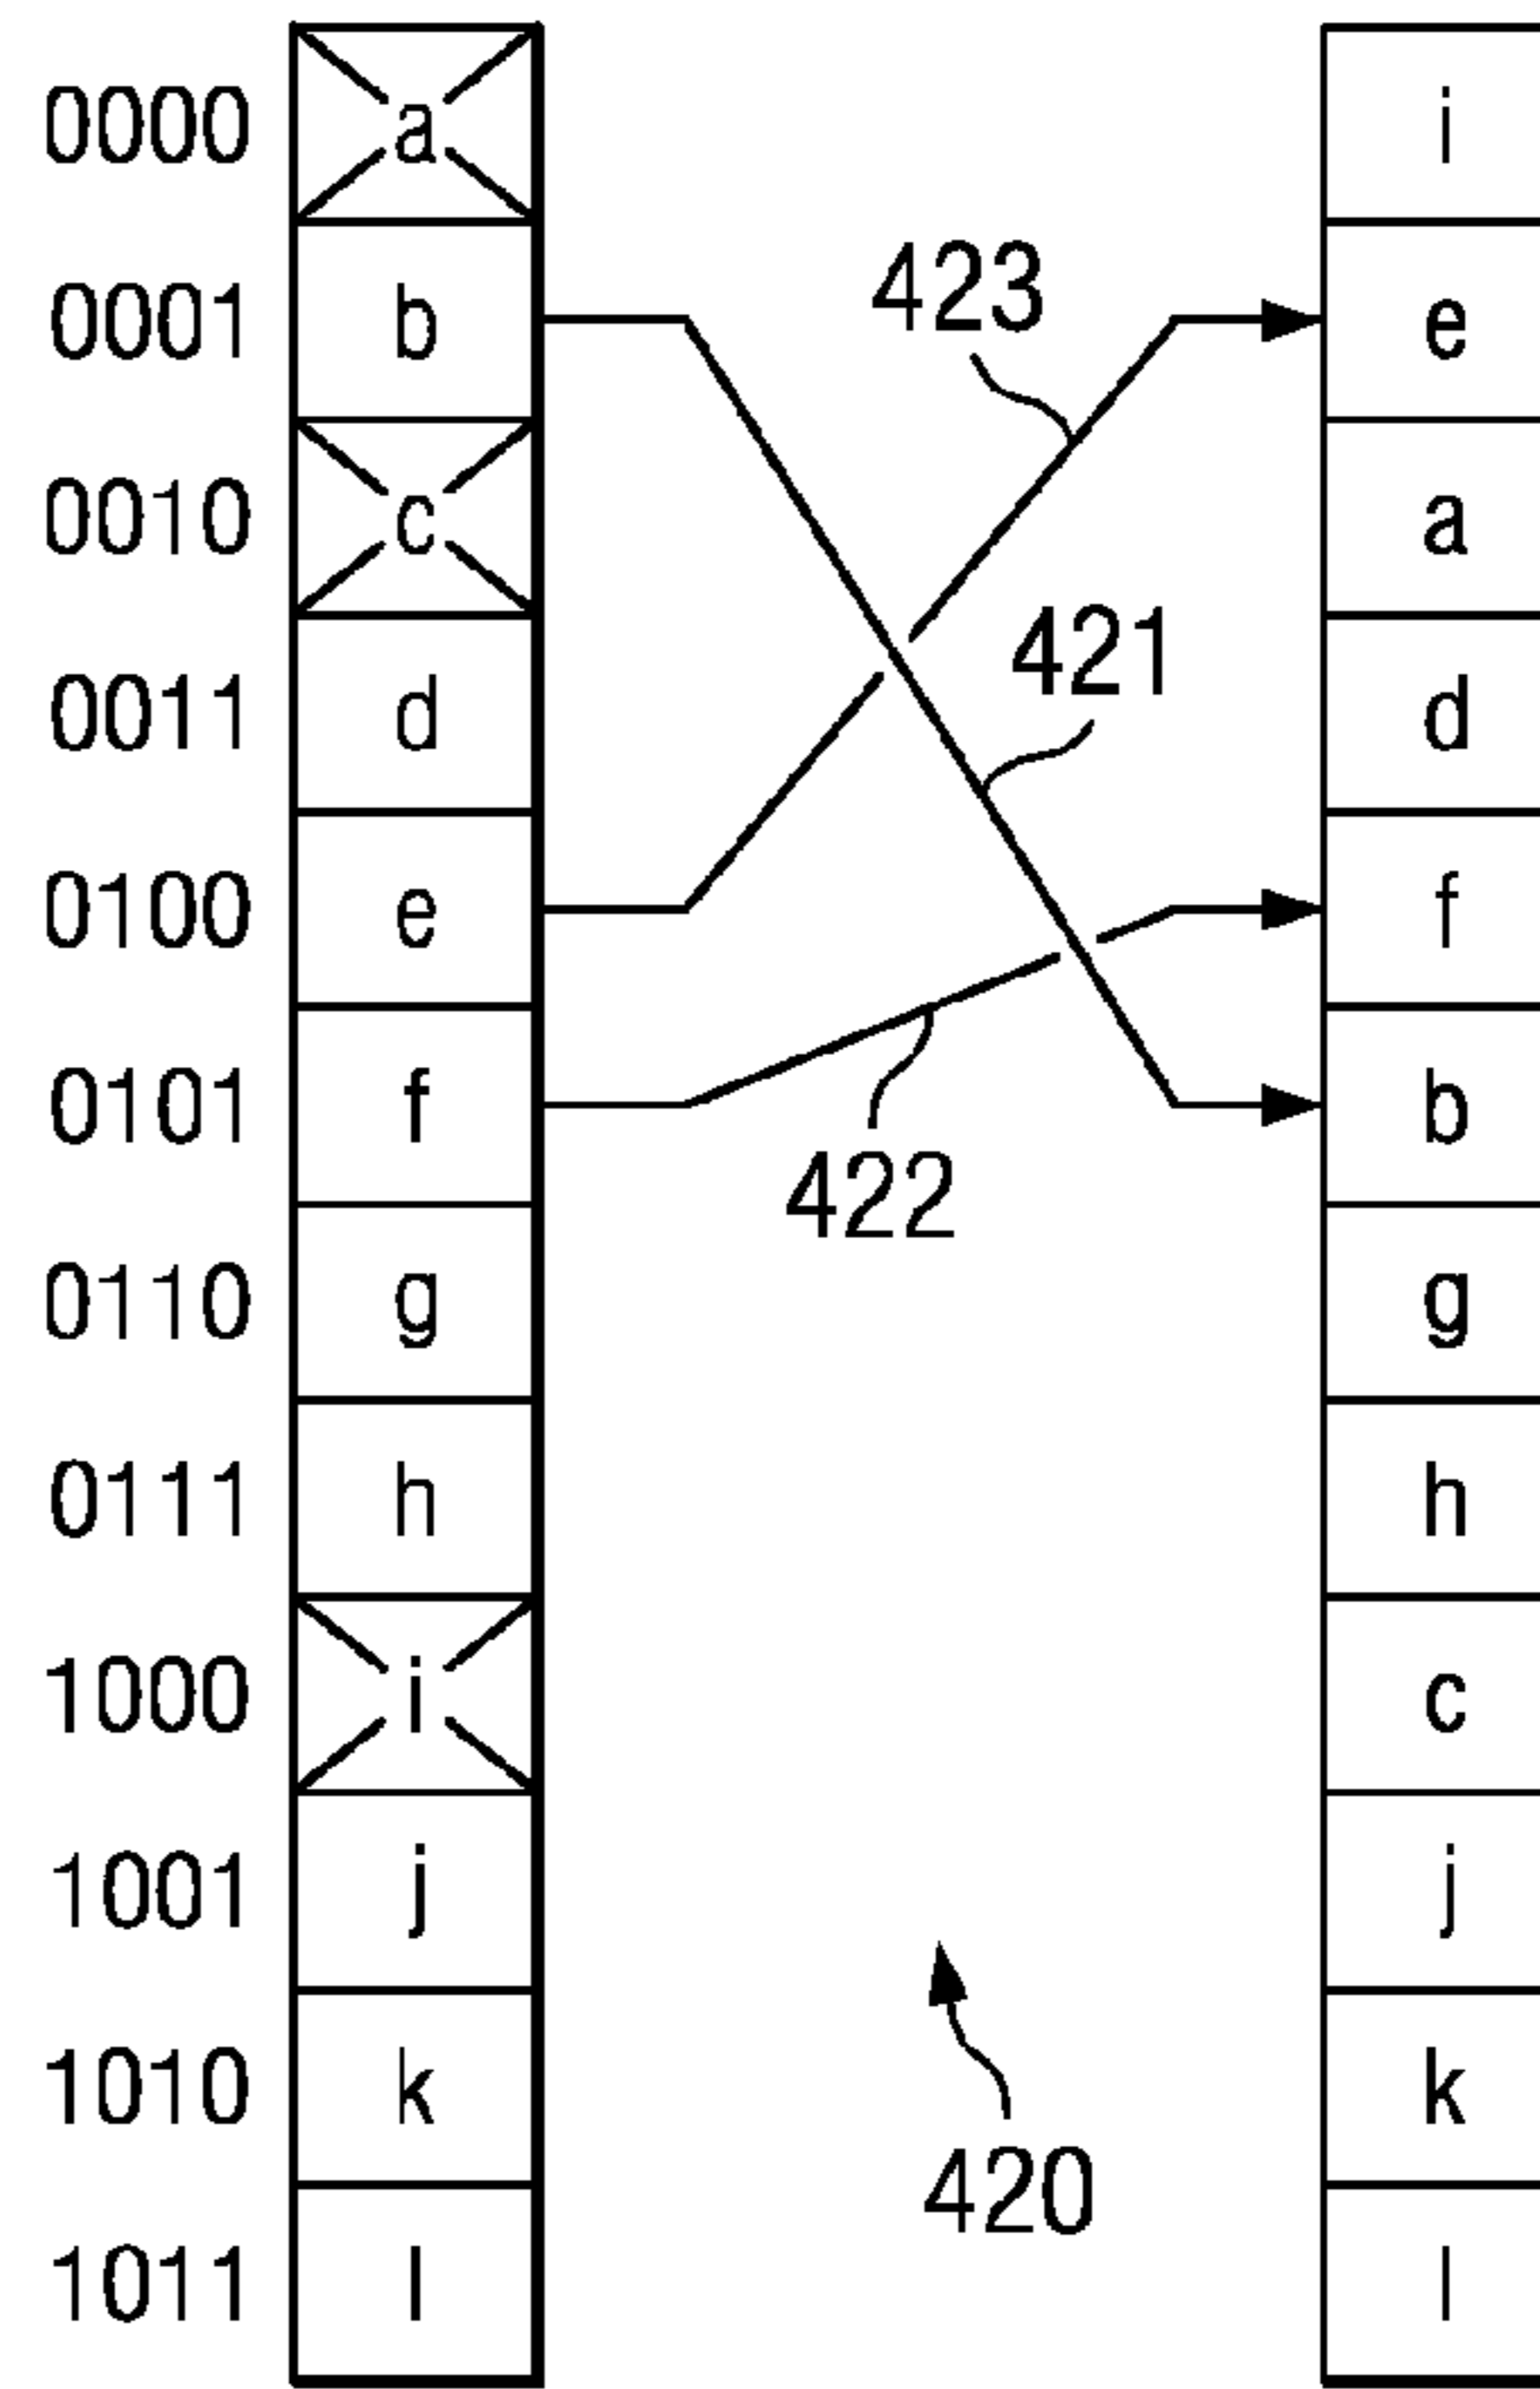 0000 a i
0001 b 423 e
0010 c a
421
0011 d d
0100 e f
0101 f b
422
0110 g g
0111 h h
1000 i c
1001 j j
1010 k k
420
1011 l l